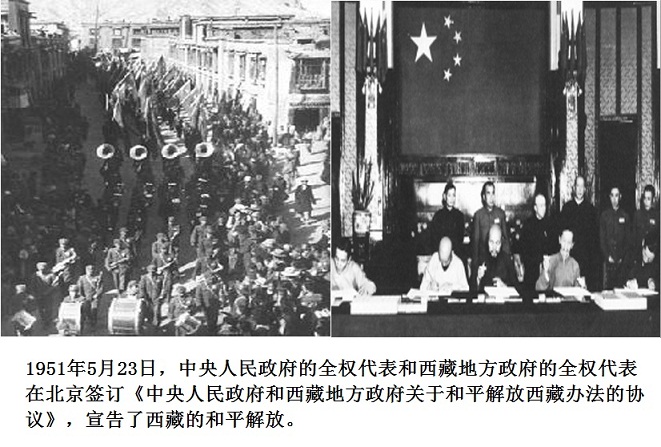 1951年5月23日，中央人民政府的全权代表和西藏地方政府的全权代表
在北京签订《中央人民政府和西藏地方政府关于和平解放西藏办法的协
议》，宣告了西藏的和平解放。